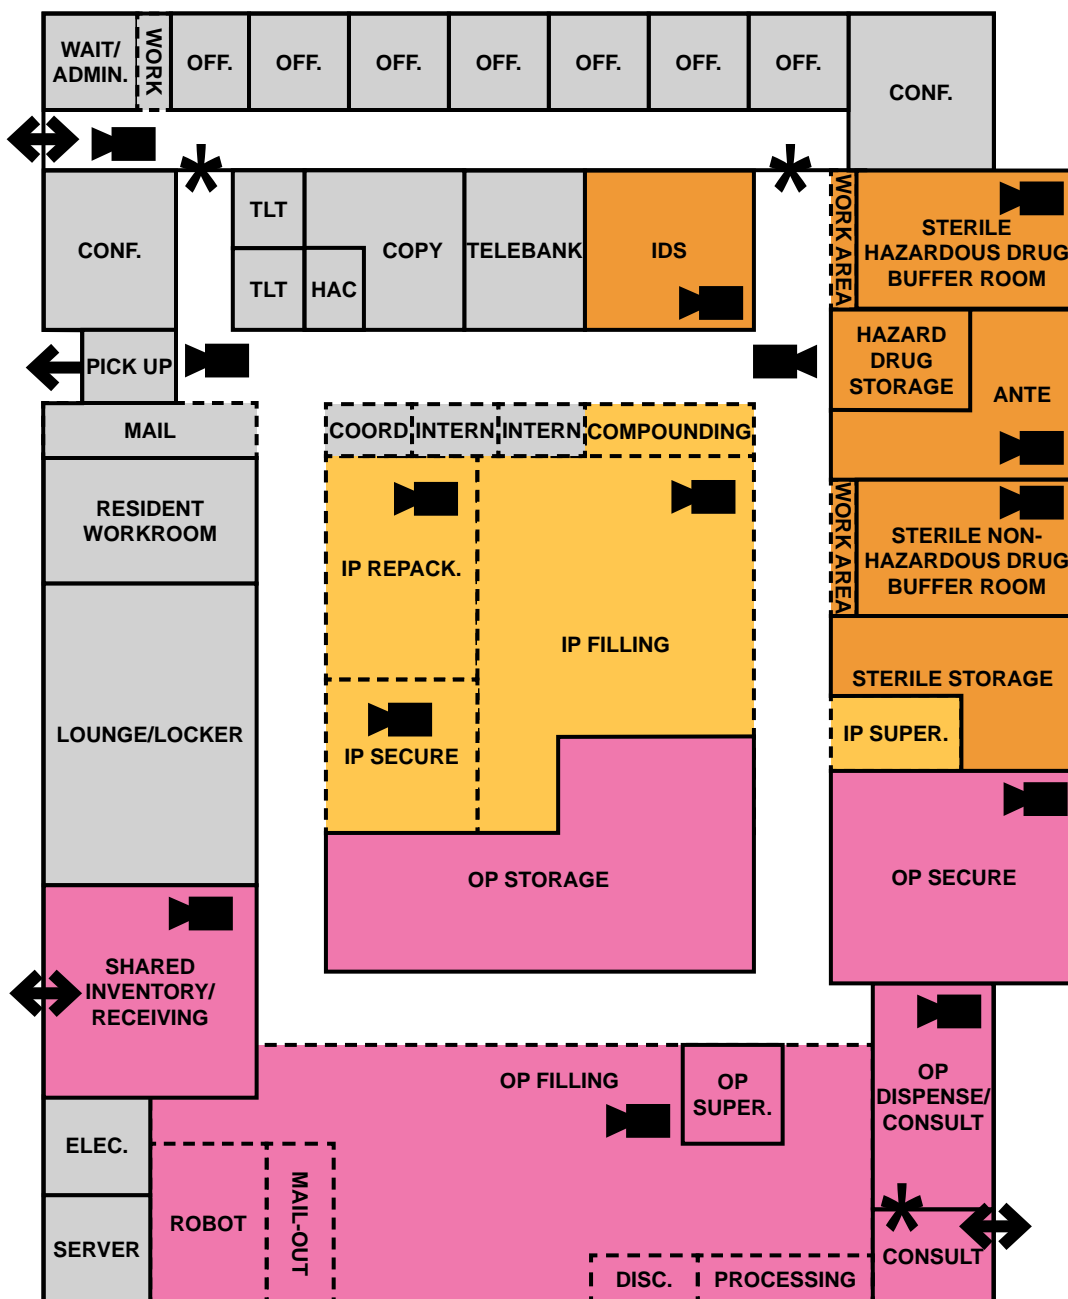 WAIT/
ADMIN.
WORK
OFF.
OFF.
OFF.
OFF.
OFF.
OFF.
OFF.
CONF.
CONF.
TLT
TLT
HAC
COPY
TELEBANK
IDS
WORK AREA
STERILE
HAZARDOUS DRUG
BUFFER ROOM
PICK UP
HAZARD
DRUG
STORAGE
ANTE
MAIL
COORD
INTERN
INTERN
COMPOUNDING
RESIDENT
WORKROOM
IP REPACK.
IP FILLING
WORK AREA
STERILE NON-
HAZARDOUS DRUG
BUFFER ROOM
LOUNGE/LOCKER
IP SECURE
STERILE STORAGE
IP SUPER.
OP STORAGE
OP SECURE
SHARED
INVENTORY/
RECEIVING
OP FILLING
OP
SUPER.
OP
DISPENSE/
CONSULT
ELEC.
ROBOT
MAIL-OUT
SERVER
DISC.
PROCESSING
CONSULT